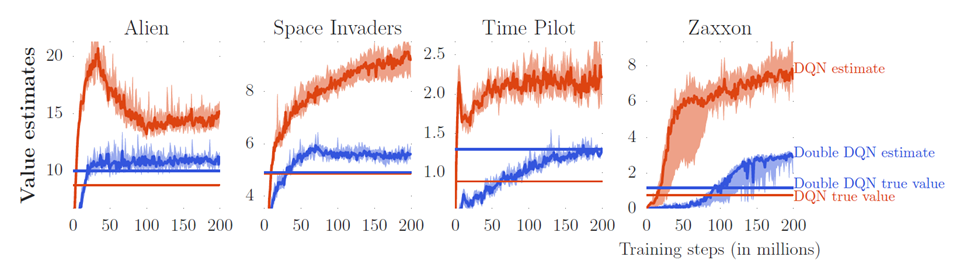 Alien
Space Invaders
Time Pilot
Zaxxon
Value estimates
20
15
10
0 50 100 150 200
8
6
4
0 50 100 150 200
2.5
2.0
1.5
1.0
0 50 100 150 200
8
6
4
2
0
0 50 100 150 200
DQN estimate
Double DQN estimate
Double DQN true value
DQN true value
Training steps (in millions)